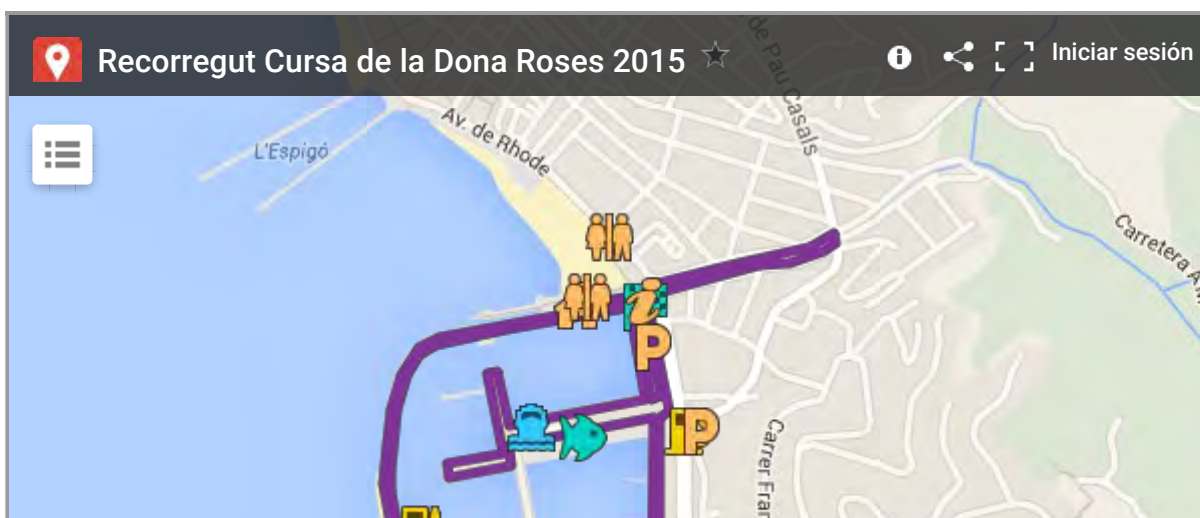 Recorregut Cursa de la Dona Roses 2015
Iniciar sesión
de Pau Casals
Av. de Rhode
L'Espigó
Carretera
P
P
Carrer Fran